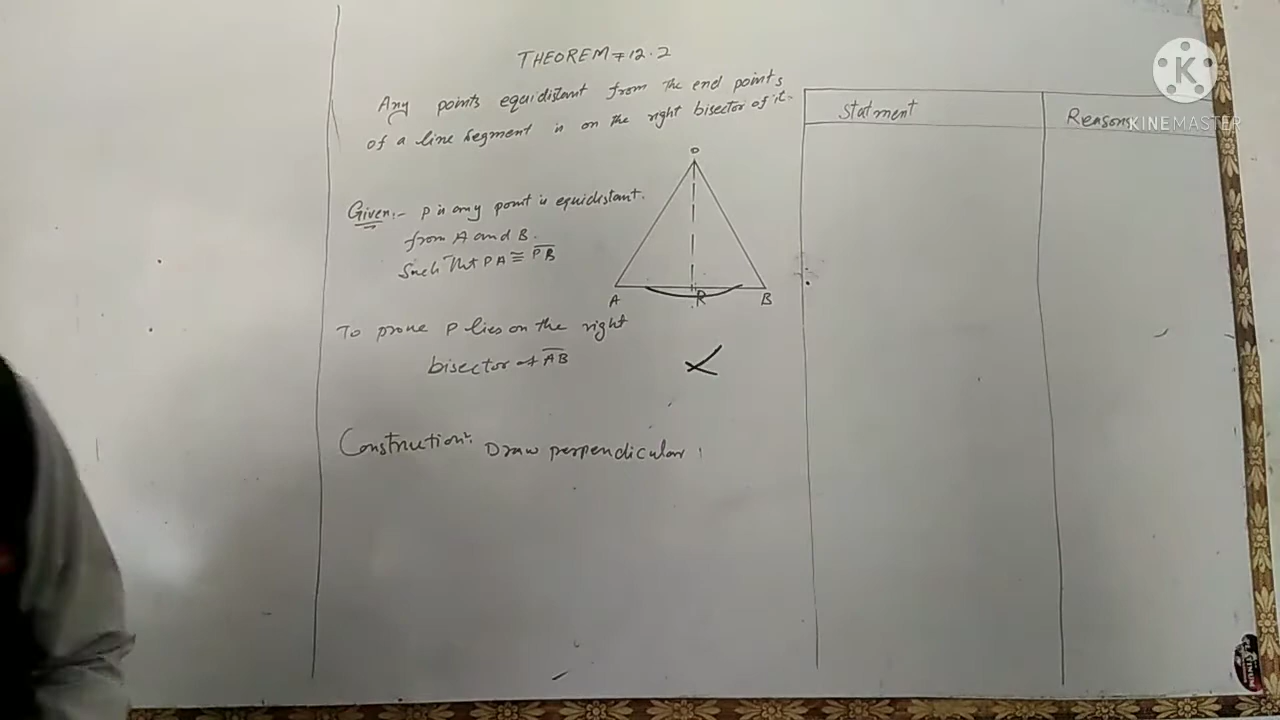 THEOREM # 12.2
Any points equidistant from the end points
of a line segment is on the right bisector of it.
Given:- P is any point is equidistant.
from A and B.
Such that PA ≅ PB
To prove P lies on the right
bisector of AB
Construction: Draw perpendicular
A
R
B
Statment
Reasons
K
KINEMASTER